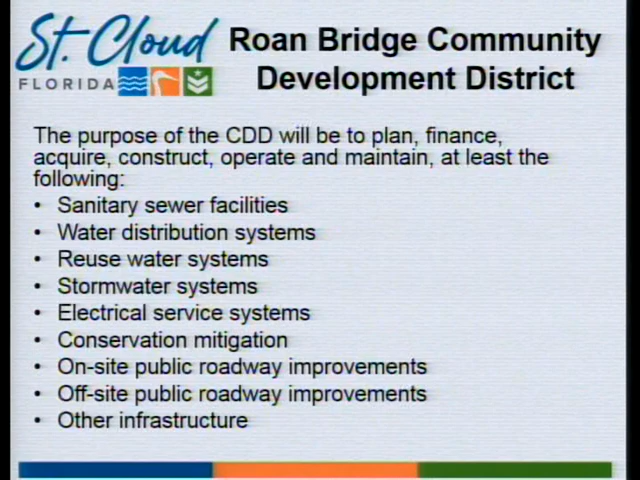 St. Cloud
FLORIDA
Roan Bridge Community
Development District
The purpose of the CDD will be to plan, finance,
acquire, construct, operate and maintain, at least the
following:
• Sanitary sewer facilities
• Water distribution systems
• Reuse water systems
• Stormwater systems
• Electrical service systems
• Conservation mitigation
• On-site public roadway improvements
• Off-site public roadway improvements
• Other infrastructure